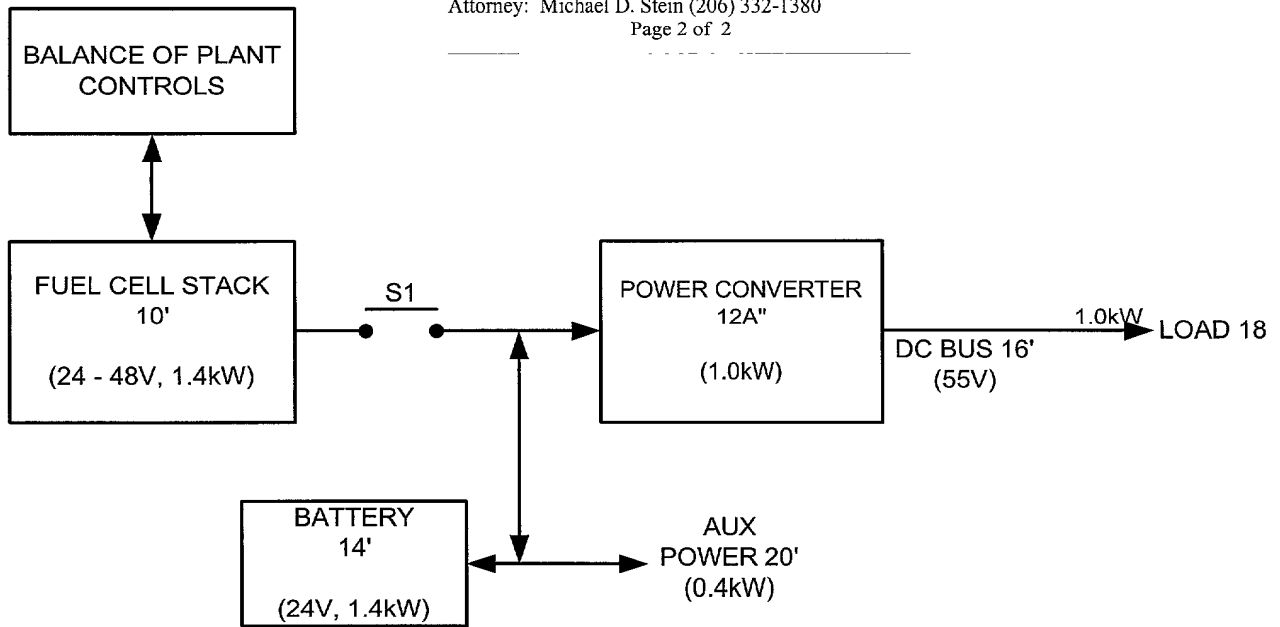 Attorney: Michael D. Stein (206) 332-1380
Page 2 of 2
BALANCE OF PLANT
CONTROLS
FUEL CELL STACK
10'
(24 - 48V, 1.4kW)
S1
POWER CONVERTER
12A"
(1.0kW)
1.0kW
LOAD 18
DC BUS 16'
(55V)
BATTERY
14'
(24V, 1.4kW)
AUX
POWER 20'
(0.4kW)